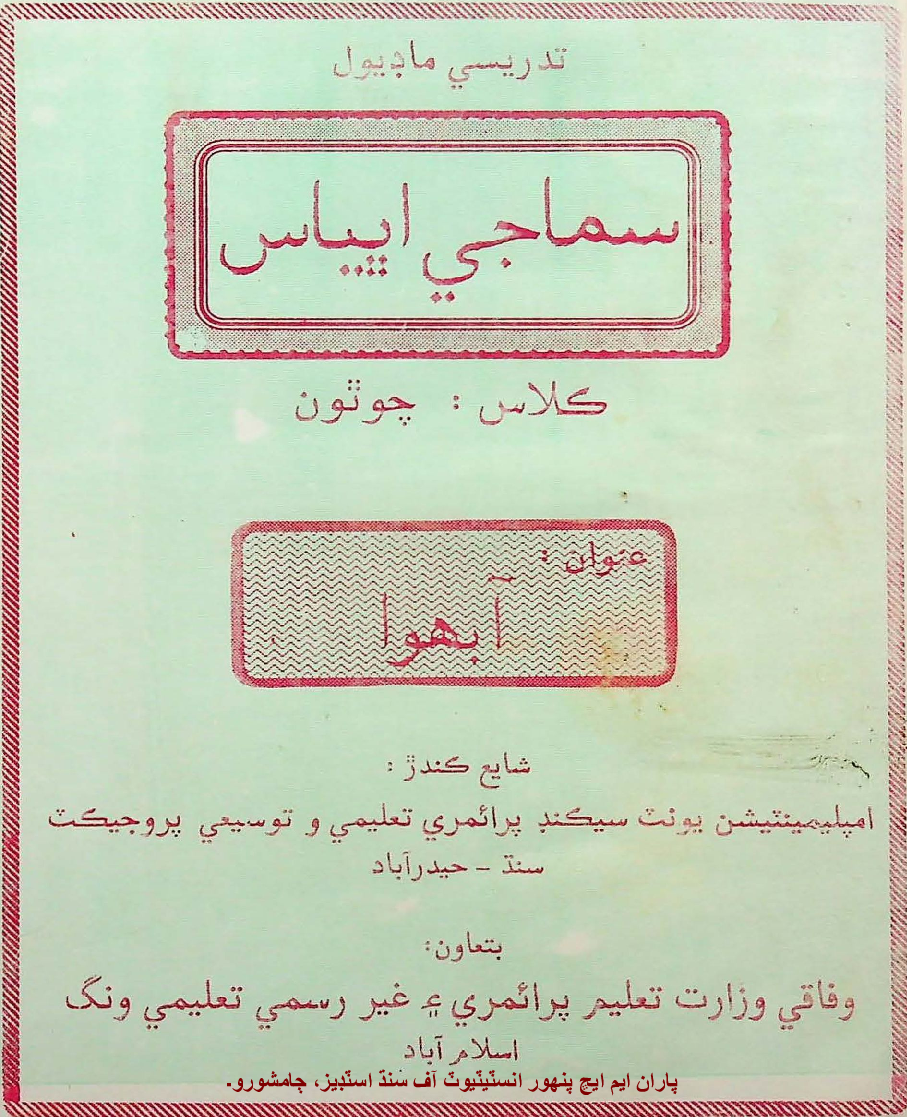 تدريسي ماڊيول
سماجي اڀياس
ڪلاس : چوٿون
عنوان :
آبهوا
شايع ڪندڙ :
امپليمينٽيشن يونٽ سيڪنڊ پرائمري تعليمي و توسيعي پروجيڪٽ
سنڌ – حيدرآباد
بتعاون:
وفاقي وزارت تعليم پرائمري ۽ غير رسمي تعليمي ونگ
اسلام آباد
پاران ايم ايڇ پنهور انسٽيٽيوٽ آف سنڌ اسٽڊيز، ڄامشورو.